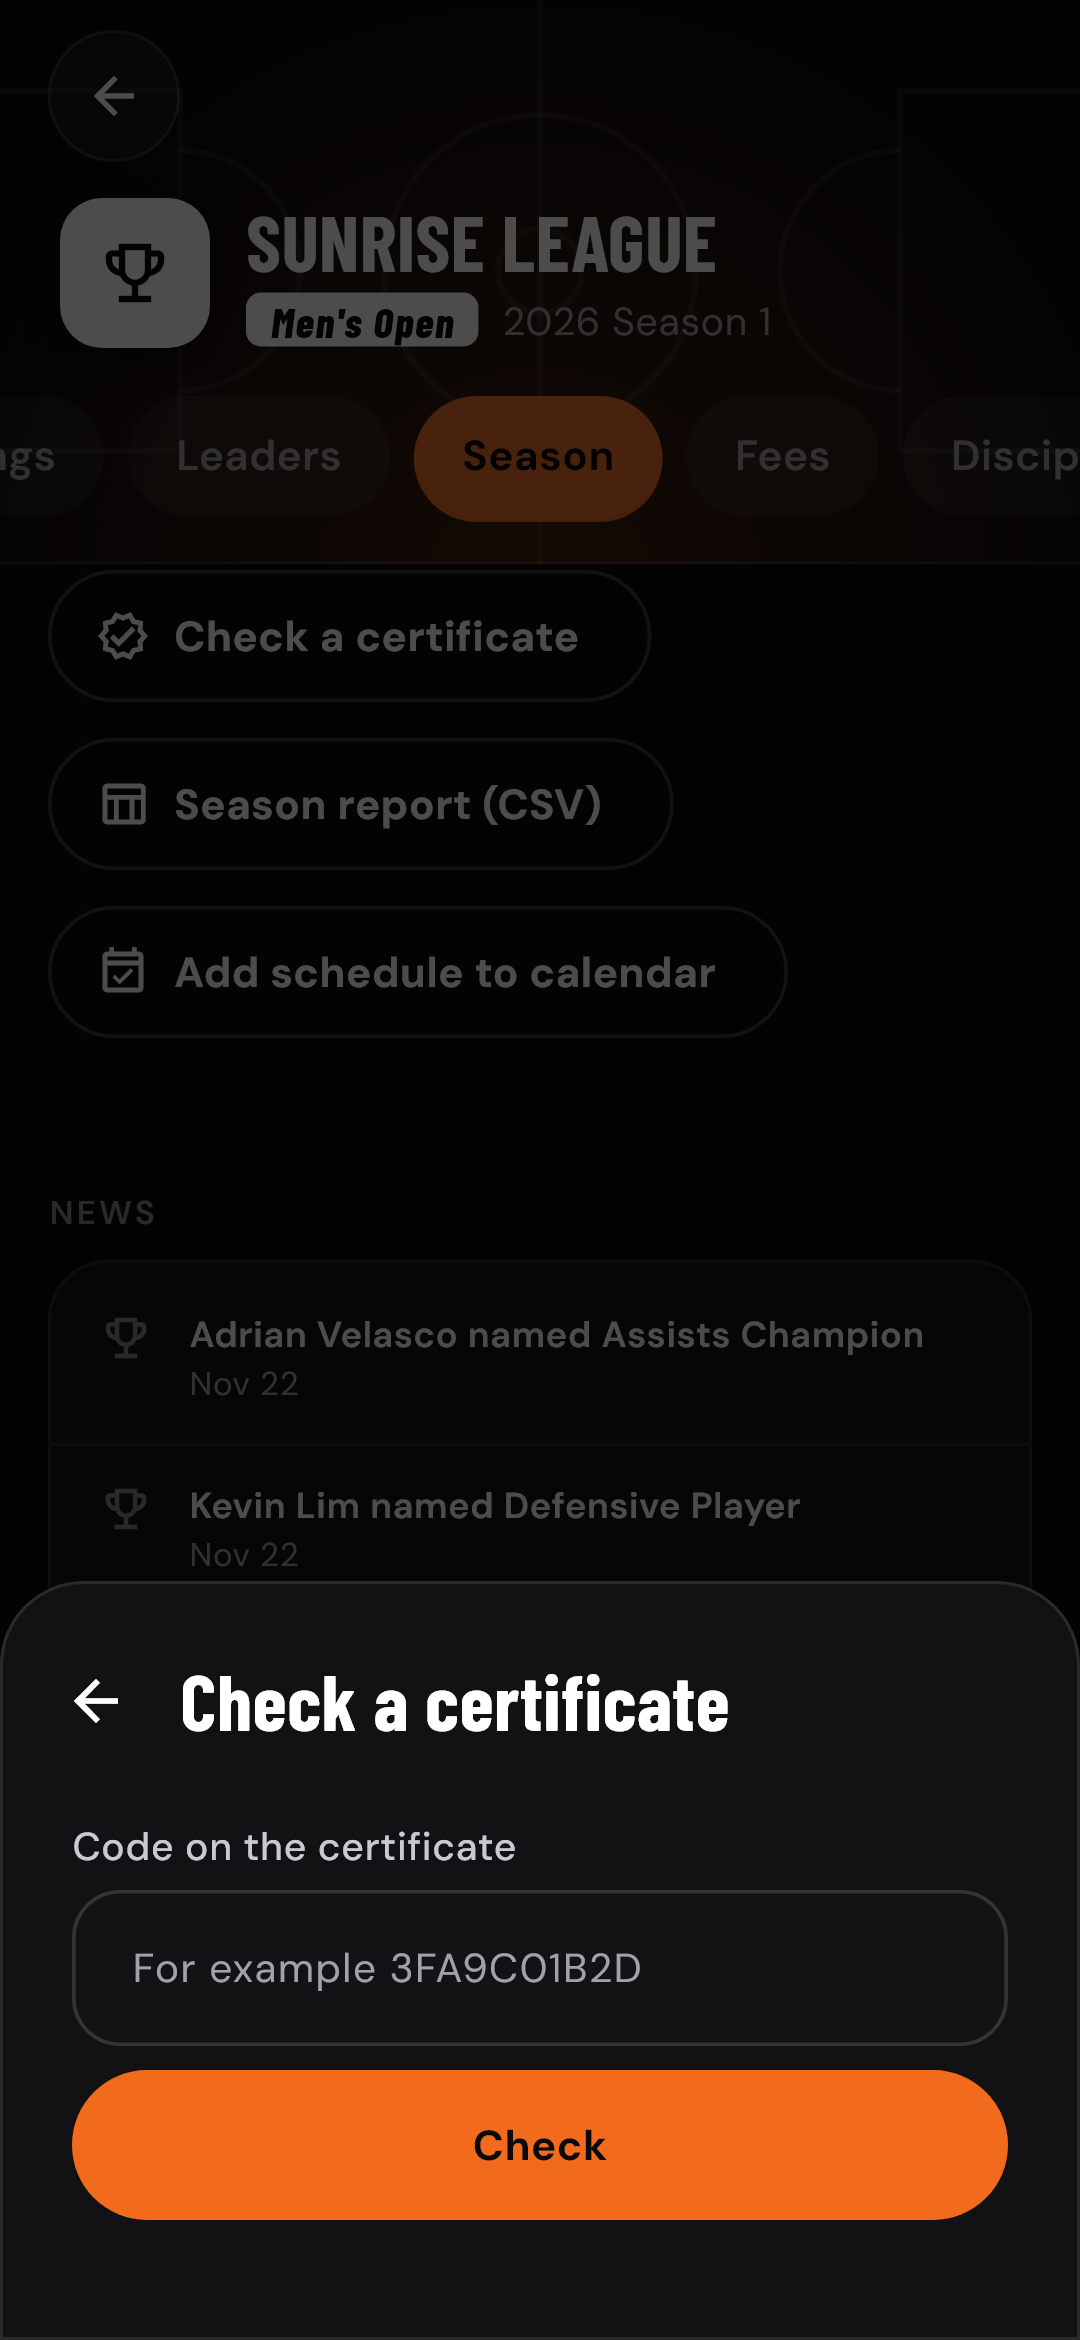 SUNRISE LEAGUE
Men's Open 2026 Season 1
ngs Leaders Season Fees Discip
Check a certificate
Season report (CSV)
Add schedule to calendar
NEWS
Adrian Velasco named Assists Champion
Nov 22
Kevin Lim named Defensive Player
Nov 22
Check a certificate
Code on the certificate
For example 3FA9C01B2D
Check